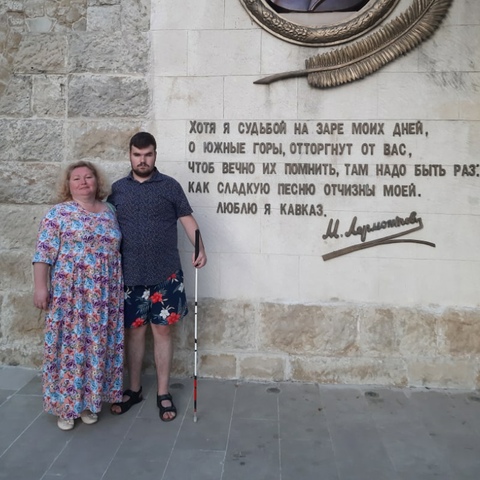 ХОТЯ Я СУДЬБОЙ НА ЗАРЕ МОИХ ДНЕЙ,
О ЮЖНЫЕ ГОРЫ, ОТТОРГНУТ ОТ ВАС,
ЧТОБ ВЕЧНО ИХ ПОМНИТЬ, ТАМ НАДО БЫТЬ РАЗ:
КАК СЛАДКУЮ ПЕСНЮ ОТЧИЗНЫ МОЕЙ.
ЛЮБЛЮ Я КАВКАЗ.
М. Лермонтов